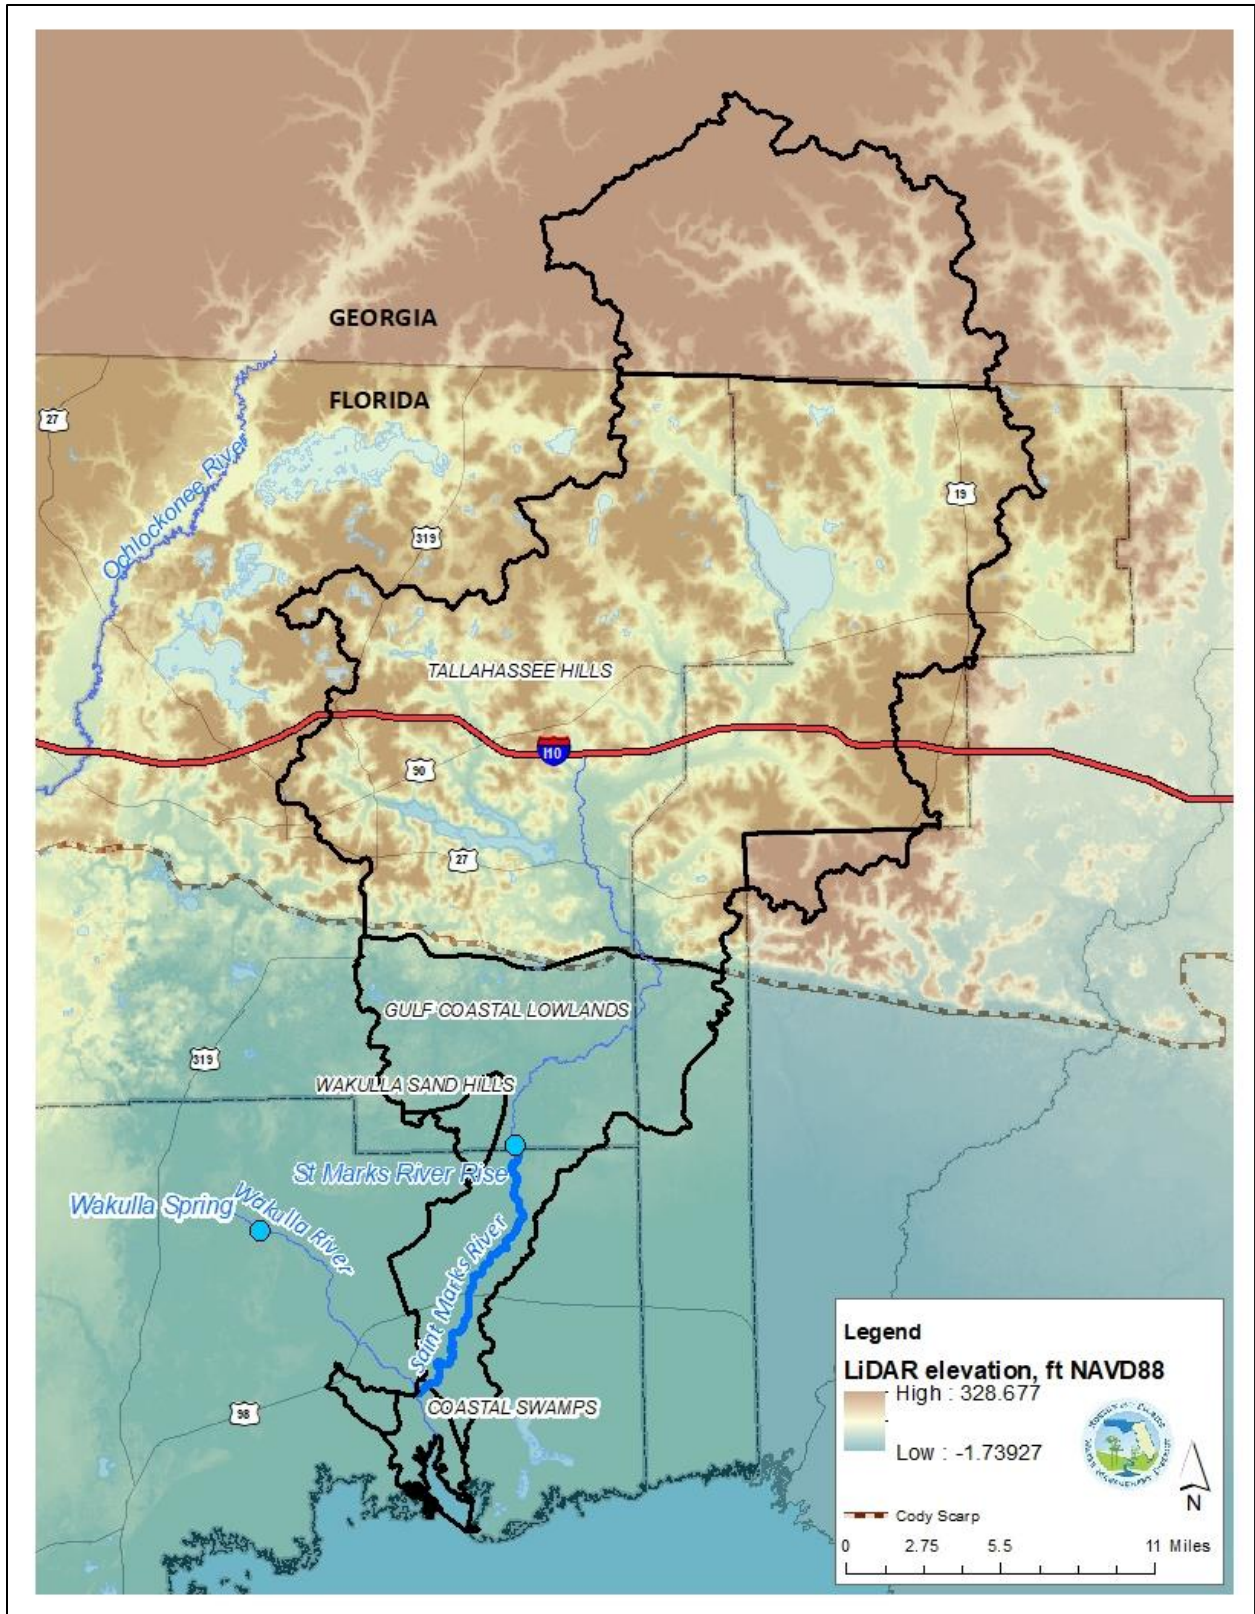 GEORGIA
FLORIDA
27
Ochlockonee River
19
319
TALLAHASSEE HILLS
I10
90
27
GULF COASTAL LOWLANDS
319
WAKULLA SAND HILLS
St Marks River Rise
Wakulla Spring
Wakulla River
Saint Marks River
COASTAL SWAMPS
98
Legend
LiDAR elevation, ft NAVD88
High : 328.677
Low : -1.73927
N
Cody Scarp
0 2.75 5.5 11 Miles